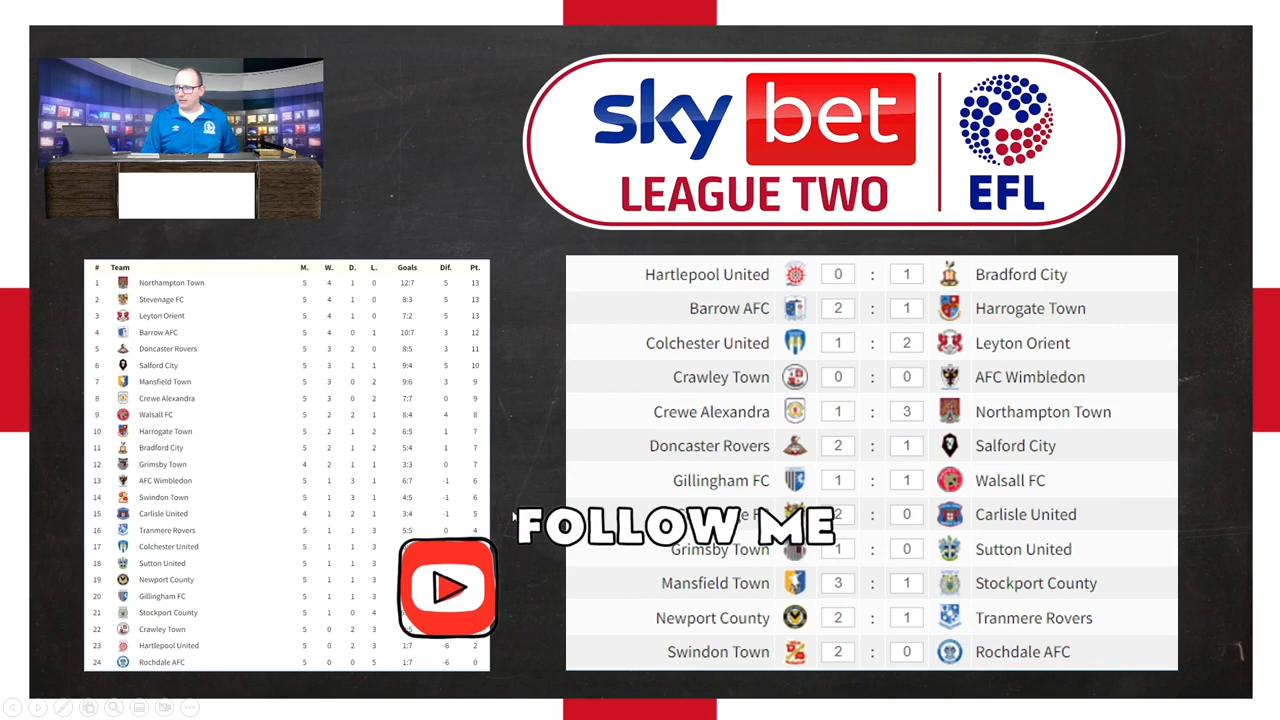 sky bet
LEAGUE TWO
EFL
# Team M. W. D. L. Goals Dif. Pt.
1 Northampton Town 5 4 1 0 12:7 5 13
2 Stevenage FC 5 4 1 0 8:3 5 13
3 Leyton Orient 5 4 1 0 7:2 5 13
4 Barrow AFC 5 4 0 1 10:7 3 12
5 Doncaster Rovers 5 3 2 0 8:5 3 11
6 Salford City 5 3 1 1 9:4 5 10
7 Mansfield Town 5 3 0 2 9:6 3 9
8 Crewe Alexandra 5 3 0 2 7:7 0 9
9 Walsall FC 5 2 2 1 8:4 4 8
10 Harrogate Town 5 2 1 2 6:5 1 7
11 Bradford City 5 2 1 2 5:4 1 7
12 Grimsby Town 4 2 1 1 3:3 0 7
13 AFC Wimbledon 5 1 3 1 6:7 -1 6
14 Swindon Town 5 1 3 1 4:5 -1 6
15 Carlisle United 4 1 2 1 3:4 -1 5
16 Tranmere Rovers 5 1 1 3 5:5 0 4
17 Colchester United 5 1 1 3
18 Sutton United 5 1 1 3
19 Newport County 5 1 1 3
20 Gillingham FC 5 1 1 3
21 Stockport County 5 1 0 4
22 Crawley Town 5 0 2 3
23 Hartlepool United 5 0 2 3 1:7 -6 2
24 Rochdale AFC 5 0 0 5 1:7 -6 0
Hartlepool United 0 : 1 Bradford City
Barrow AFC 2 : 1 Harrogate Town
Colchester United 1 : 2 Leyton Orient
Crawley Town 0 : 0 AFC Wimbledon
Crewe Alexandra 1 : 3 Northampton Town
Doncaster Rovers 2 : 1 Salford City
Gillingham FC 1 : 1 Walsall FC
: 0 Carlisle United
FOLLOW ME
Grimsby Town 1 : 0 Sutton United
Mansfield Town 3 : 1 Stockport County
Newport County 2 : 1 Tranmere Rovers
Swindon Town 2 : 0 Rochdale AFC